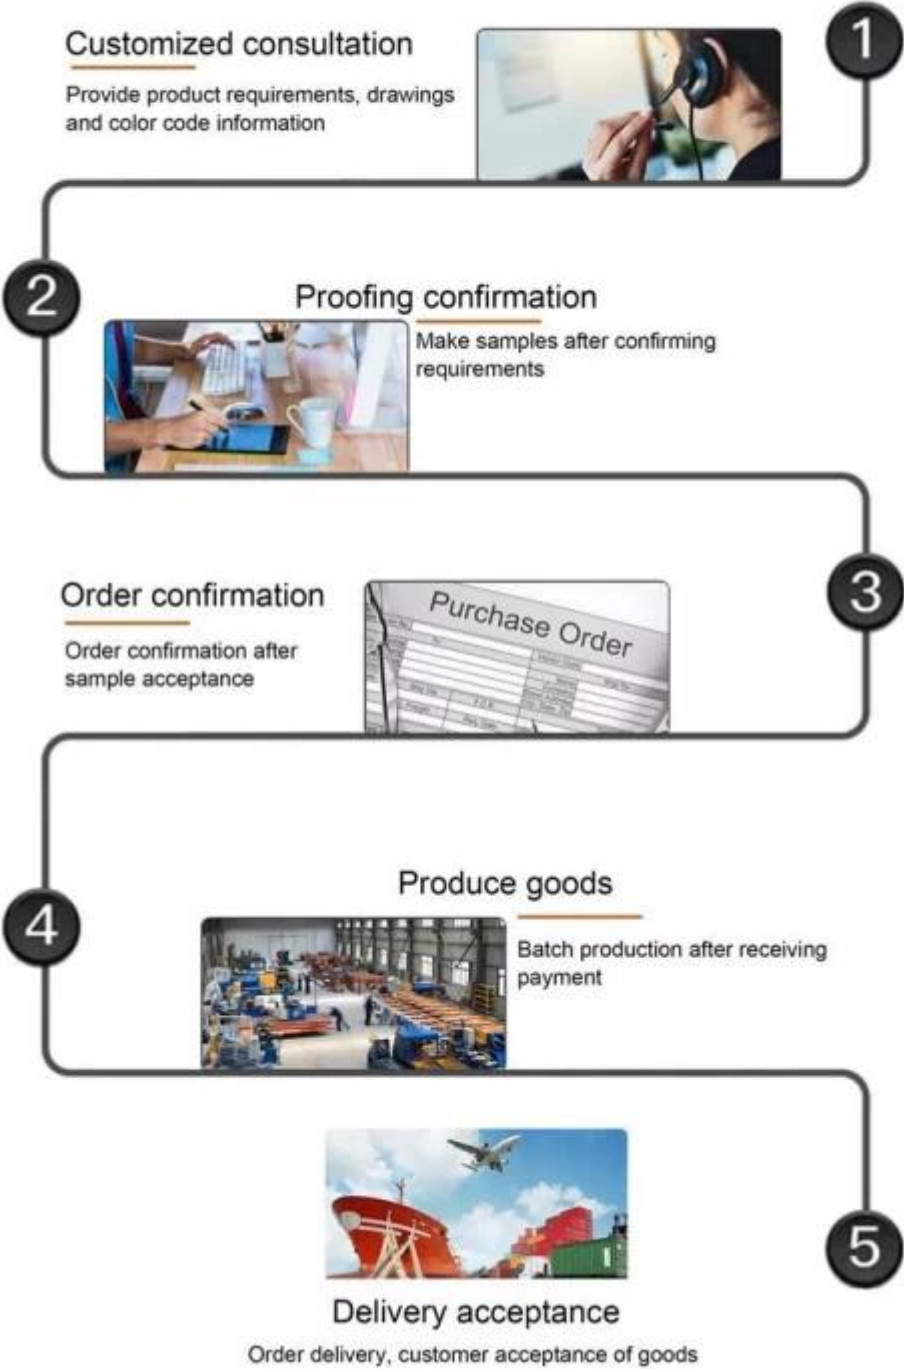 1
Customized consultation
Provide product requirements, drawings
and color code information
2
Proofing confirmation
Make samples after confirming
requirements
3
Order confirmation
Order confirmation after
sample acceptance
Purchase Order
4
Produce goods
Batch production after receiving
payment
5
Delivery acceptance
Order delivery, customer acceptance of goods